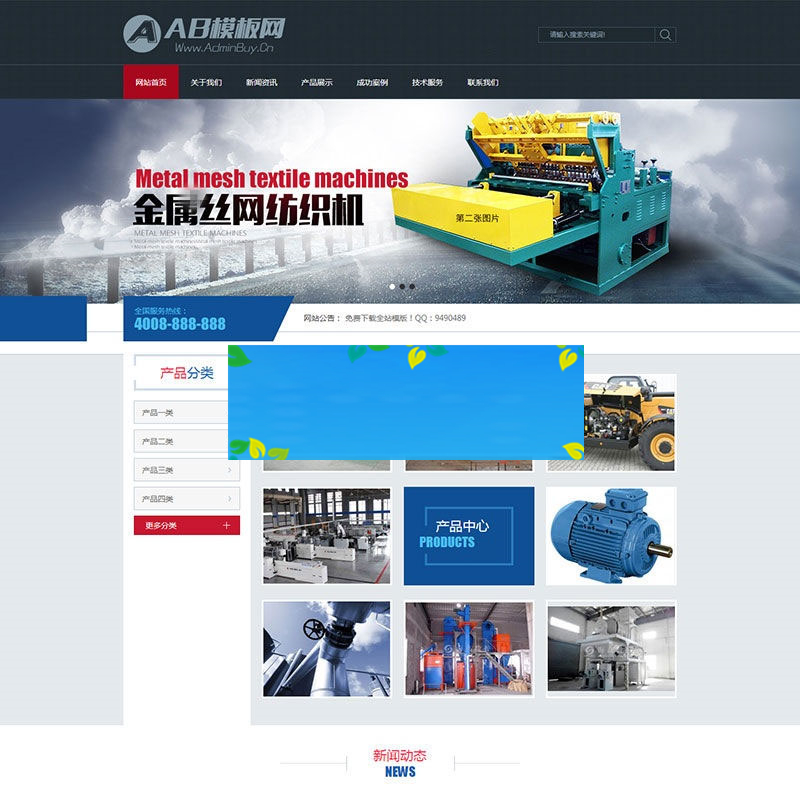 AB模板网
Www.AdminBuy.Cn
请输入搜索关键词!
网站首页 关于我们 新闻资讯 产品展示 成功案例 技术服务 联系我们
Metal mesh textile machines
金属丝网纺织机
METAL MESH TEXTILE MACHINES
第二张图片
全国服务热线：
4008-888-888
网站公告： 免费下载全站模版！QQ：9490489
产品分类
产品一类
产品二类
产品三类
产品四类
更多分类
产品中心
PRODUCTS
新闻动态
NEWS